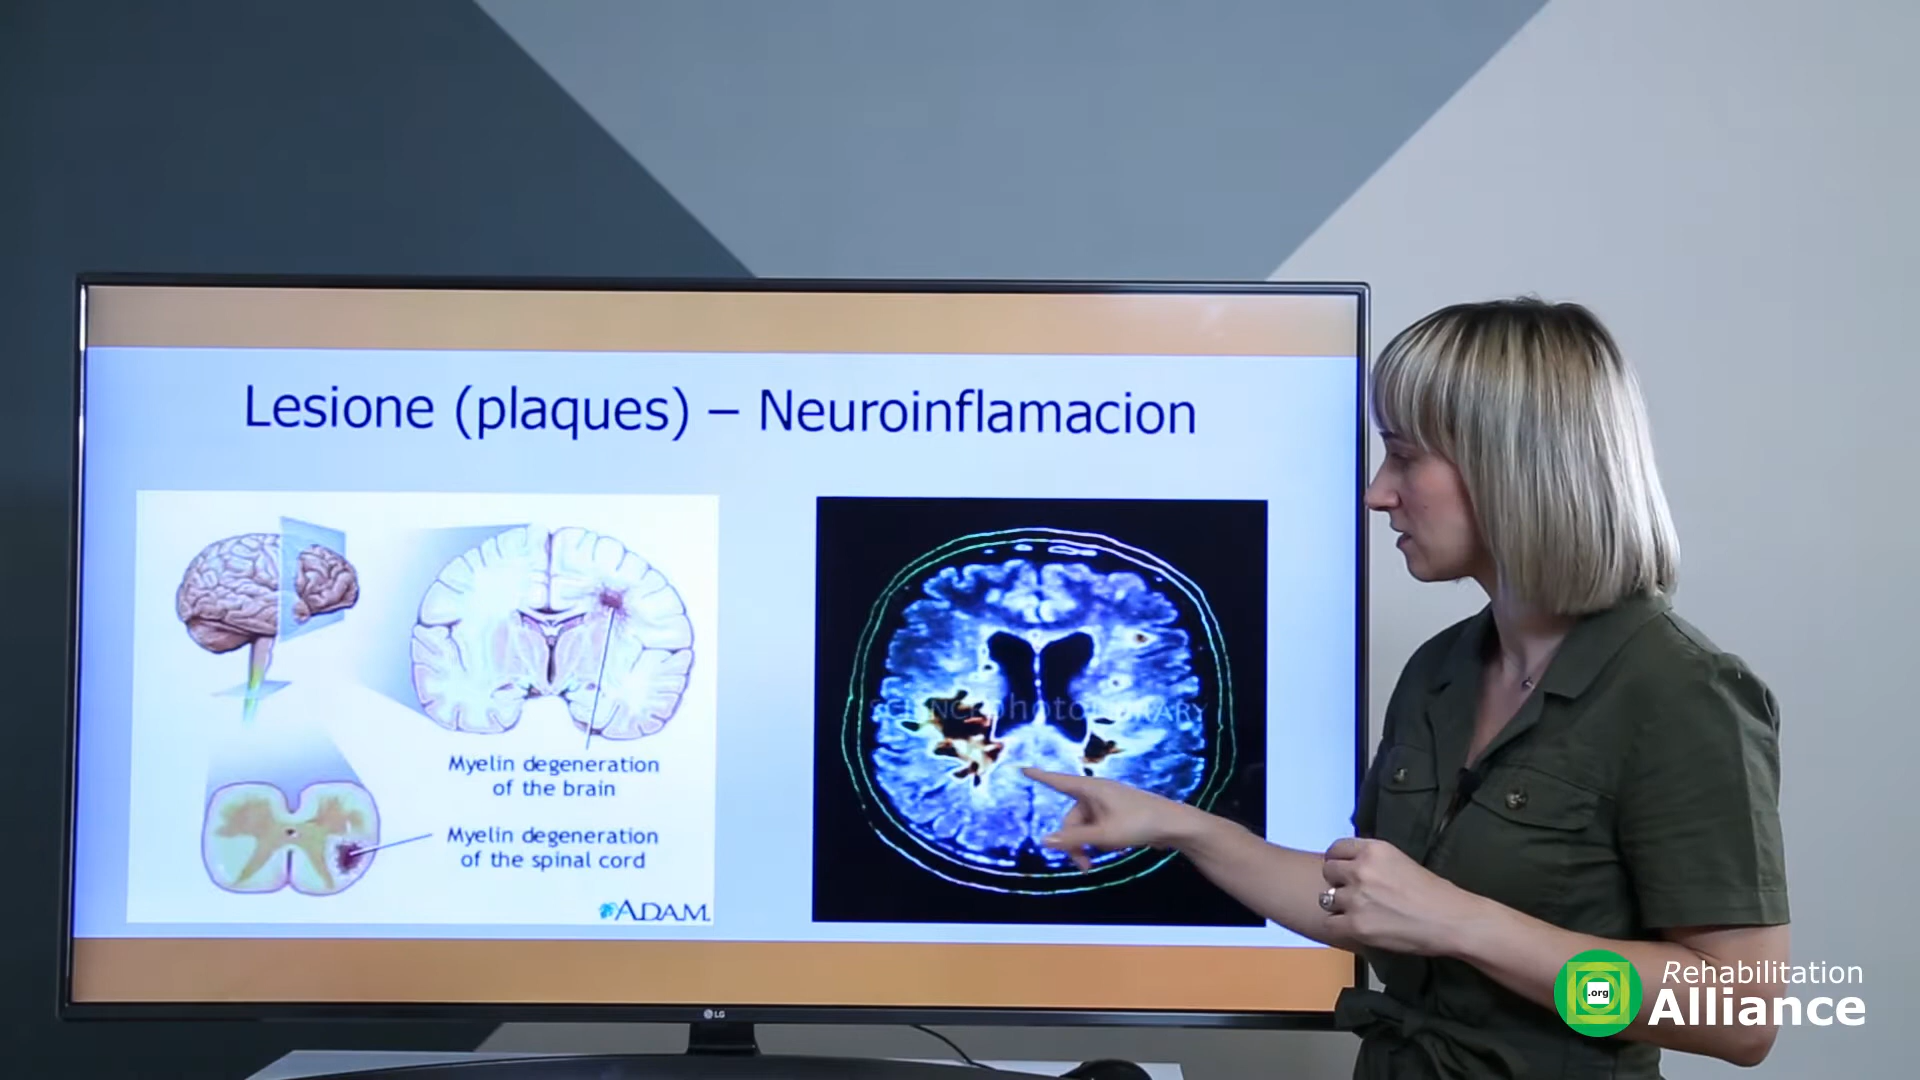 Lesione (plaques) – Neuroinflamacion
Myelin degeneration
of the brain
Myelin degeneration
of the spinal cord
ADAM.
SCIENCEphotoLIBRARY
LG
.org
Rehabilitation
Alliance